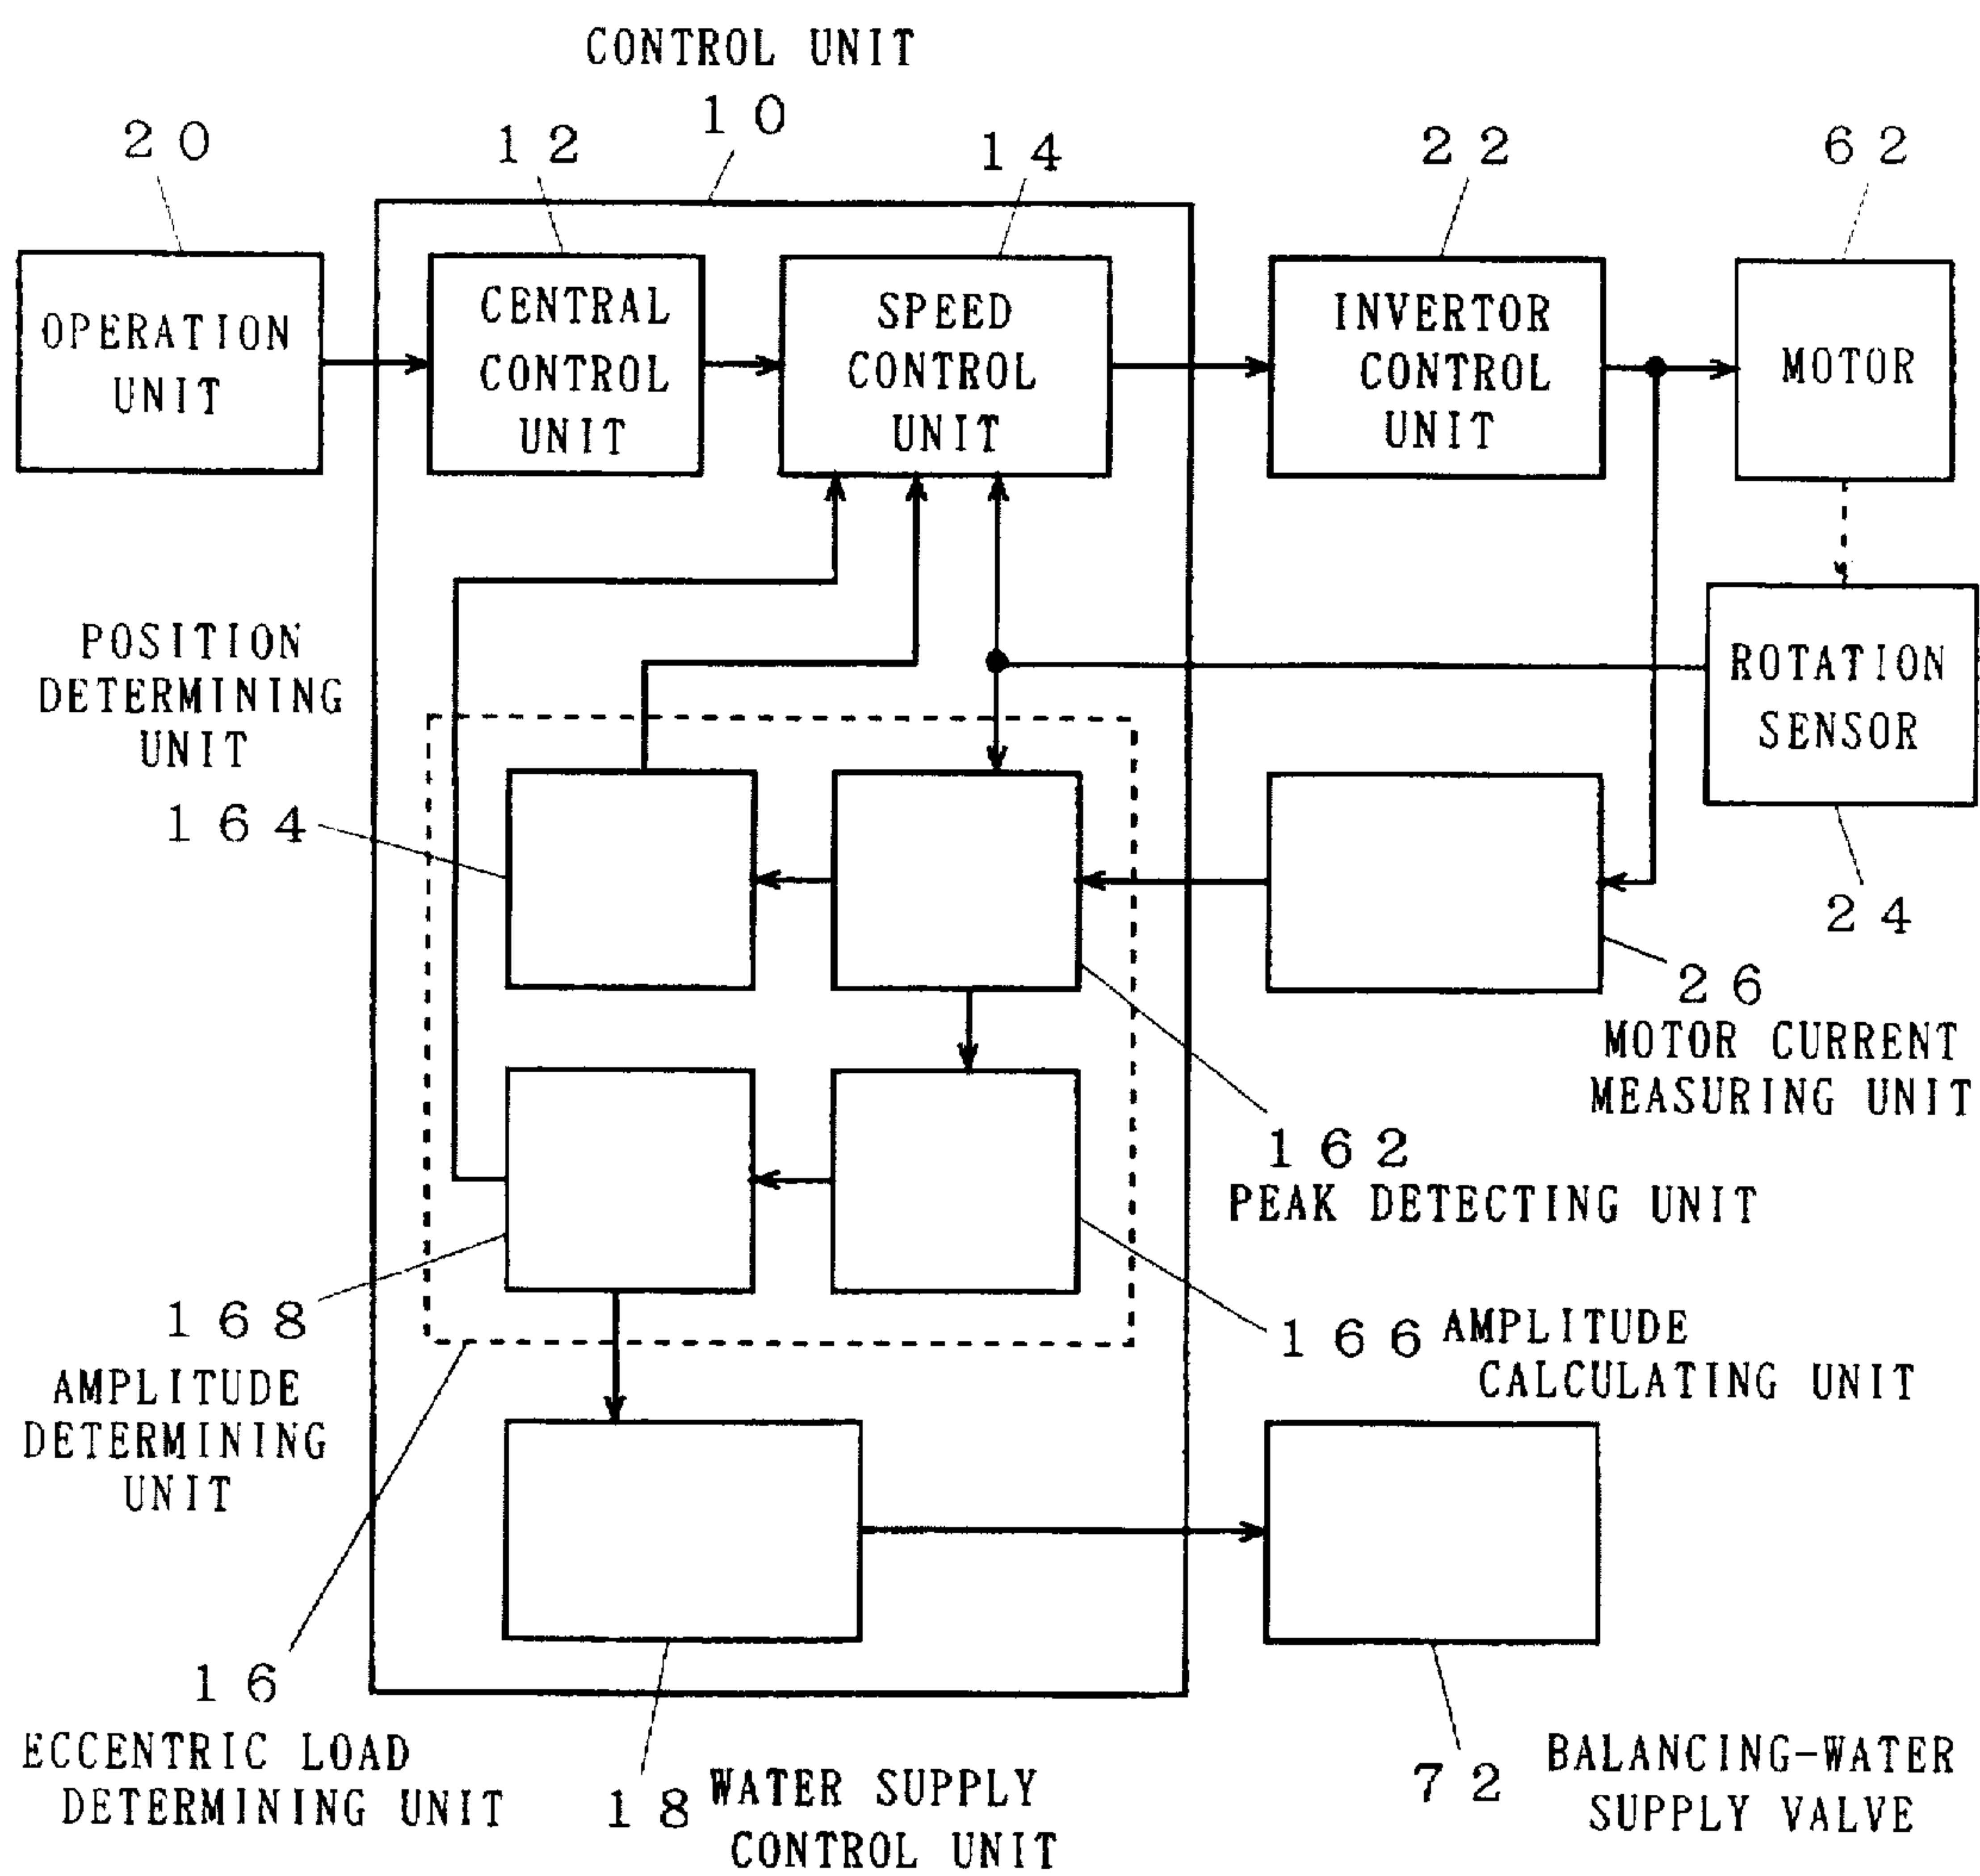 CONTROL UNIT
10
20
12
14
22
62
OPERATION
UNIT
CENTRAL
CONTROL
UNIT
SPEED
CONTROL
UNIT
INVERTOR
CONTROL
UNIT
MOTOR
POSITION
DETERMINING
UNIT
164
ROTATION
SENSOR
24
26
MOTOR CURRENT
MEASURING UNIT
162
PEAK DETECTING UNIT
168
AMPLITUDE
DETERMINING
UNIT
166 AMPLITUDE
CALCULATING UNIT
16
ECCENTRIC LOAD
DETERMINING UNIT
18 WATER SUPPLY
CONTROL UNIT
72 BALANCING-WATER
SUPPLY VALVE